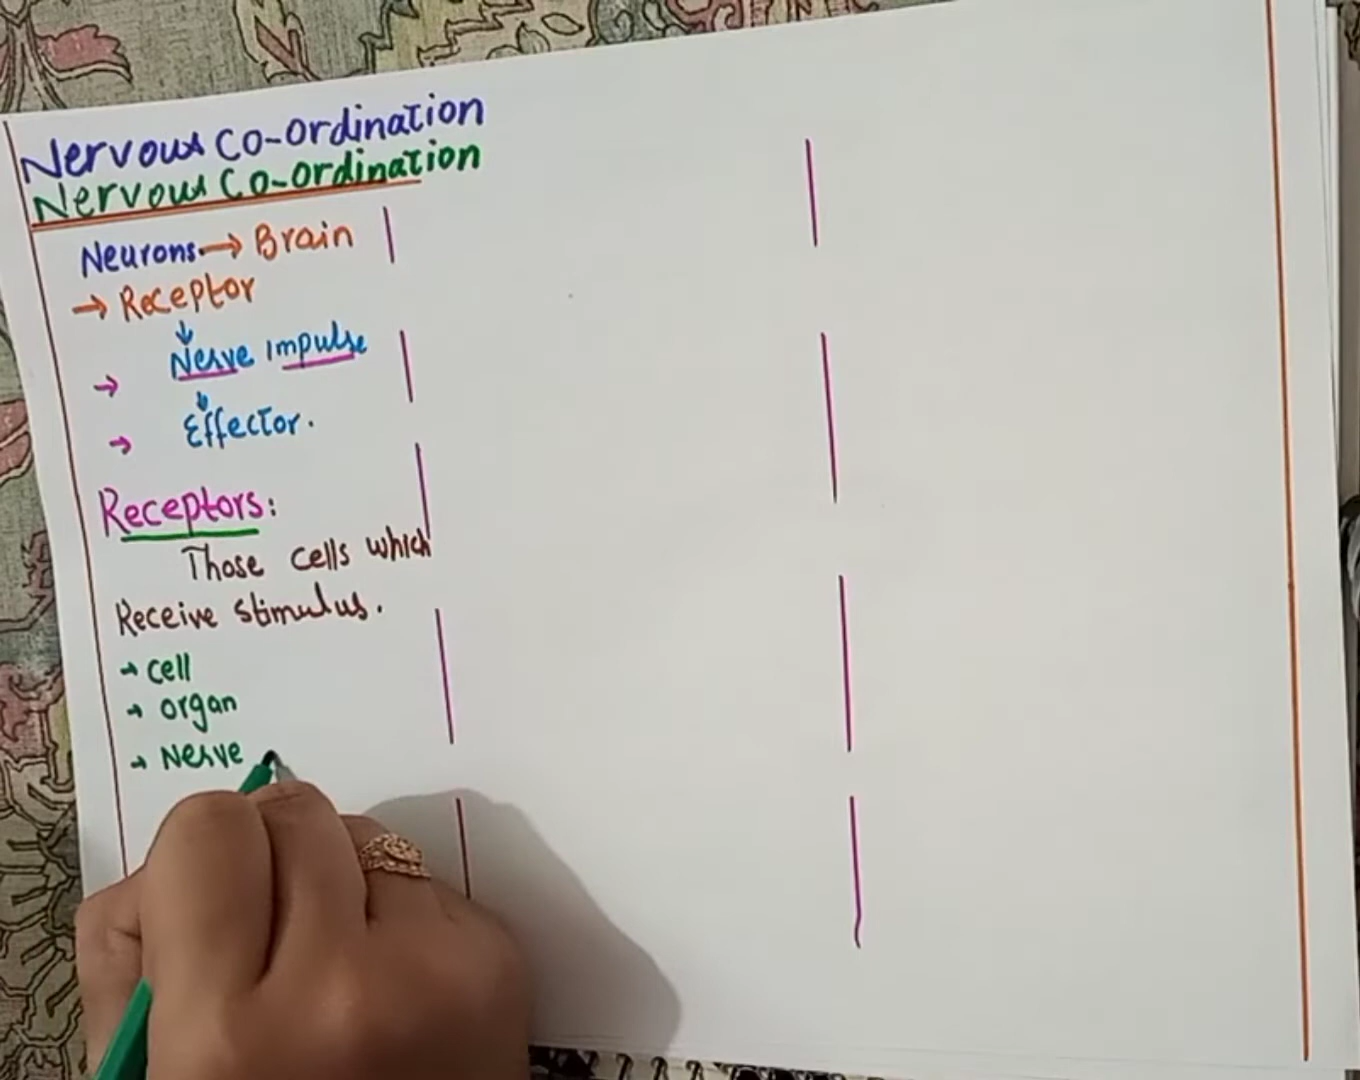 Nervous Co-ordination
Nervous Co-ordination
Neurons → Brain
→ Receptor
↓
→ Nerve impulse
↓
→ Effector.
Receptors:
Those cells which
Receive stimulus.
→ cell
→ organ
→ Nerve